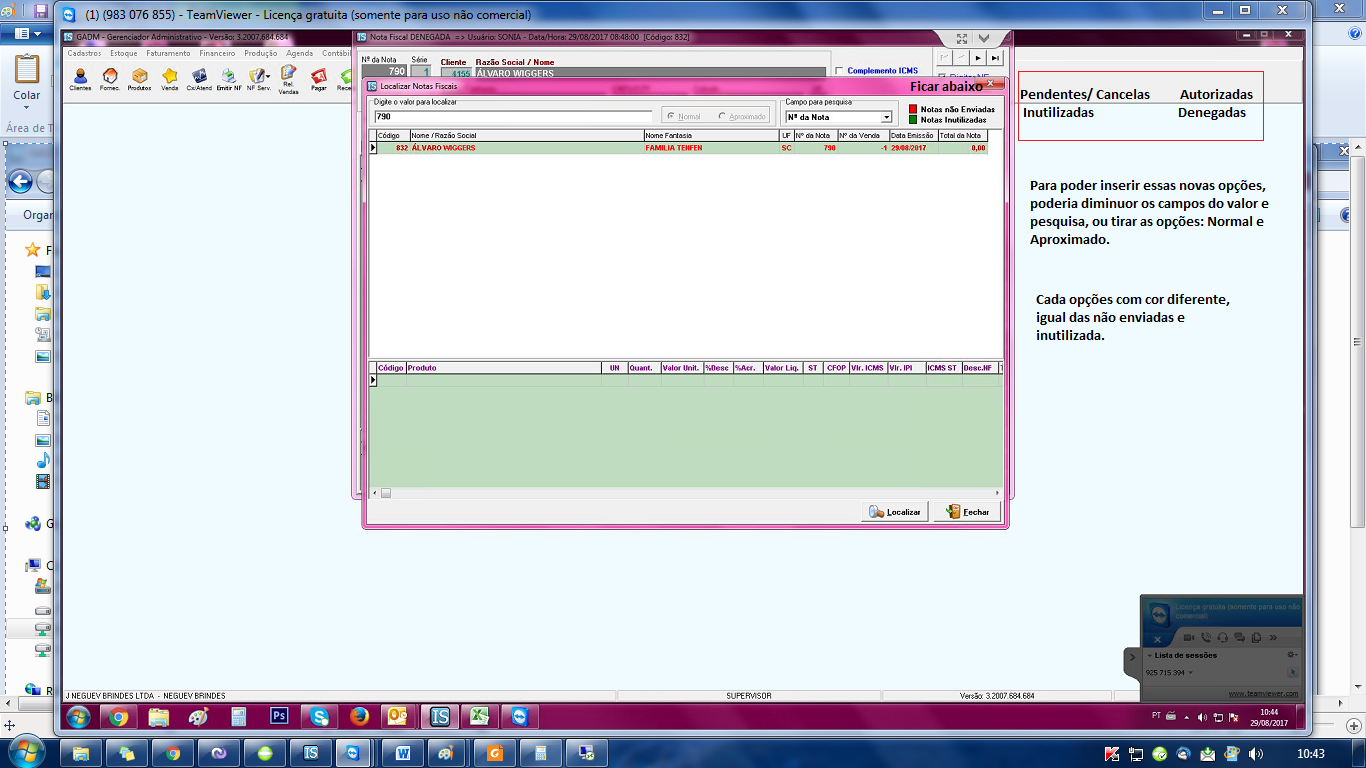 (1) (983 076 855) - TeamViewer - Licença gratuita (somente para uso não comercial)
GADM - Gerenciador Administrativo - Versão: 3.2007.684.684
Nota Fiscal DENEGADA => Usuário: SONIA - Data/Hora: 29/08/2017 08:48:00 [Código: 832]
Cadastros Estoque Faturamento Financeiro Produção Agenda
Clientes Fornec. Produtos Venda Cx/Atend Emitir NF NF Serv. Rel. Vendas Pagar
Colar
Nº da Nota Série Cliente Razão Social / Nome
790 1 4155 ÁLVARO WIGGERS
Complemento ICMS
Localizar Notas Fiscais
Ficar abaixo
Digite o valor para localizar
790
Normal Aproximado
Campo para pesquisa
Nº da Nota
Notas não Enviadas
Notas Inutilizadas
Código Nome / Razão Social Nome Fantasia UF Nº da Nota Nº da Venda Data Emissão Total da Nota
832 ÁLVARO WIGGERS FAMILIA TENFEN SC 790 -1 29/08/2017 0,00
Pendentes/ Cancelas Autorizadas
Inutilizadas Denegadas
Para poder inserir essas novas opções,
poderia diminuor os campos do valor e
pesquisa, ou tirar as opções: Normal e
Aproximado.
Cada opções com cor diferente,
igual das não enviadas e
inutilizada.
Código Produto UN Quant. Valor Unit. %Desc %Acr. Valor Liq. ST CFOP Vlr. ICMS Vlr. IPI ICMS ST Desc.NF
Localizar Fechar
Licença gratuita (somente para uso não comercial)
Lista de sessões
925 715 394
www.teamviewer.com
J NEGUEV BRINDES LTDA - NEGUEV BRINDES SUPERVISOR Versão: 3.2007.684.684
PT
10:44
29/08/2017
10:43